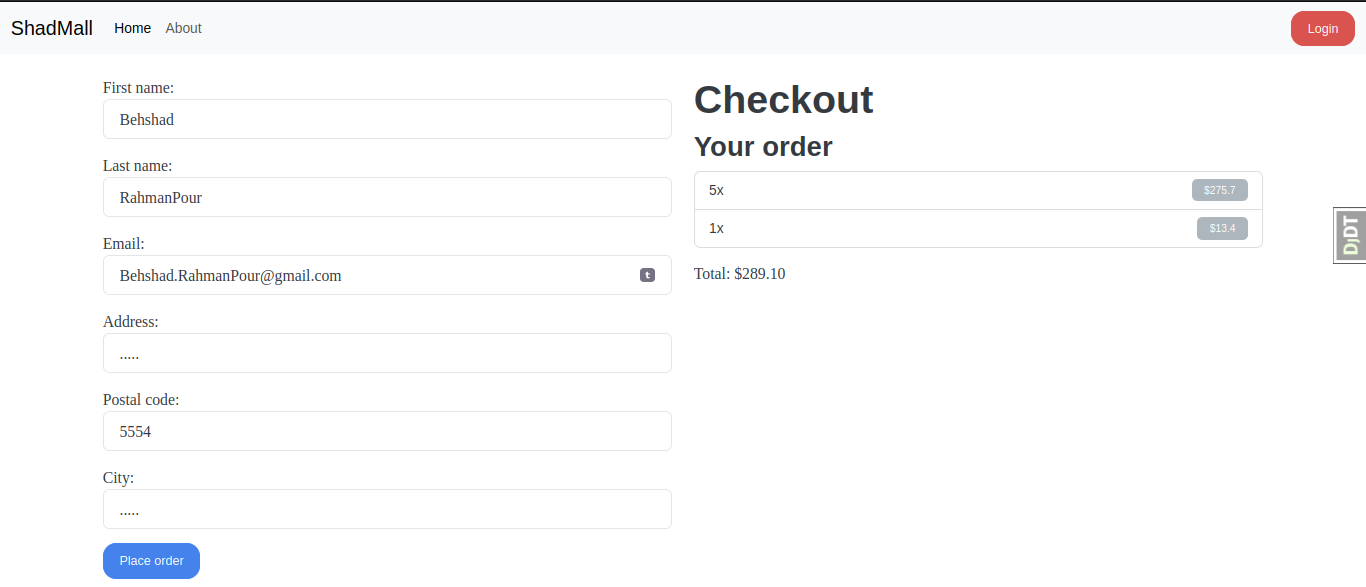 ShadMall Home About Login
First name:
Behshad
Last name:
RahmanPour
Email:
Behshad.RahmanPour@gmail.com t
Address:
.....
Postal code:
5554
City:
.....
Place order
Checkout
Your order
5x $275.7
1x $13.4
Total: $289.10
DjDT